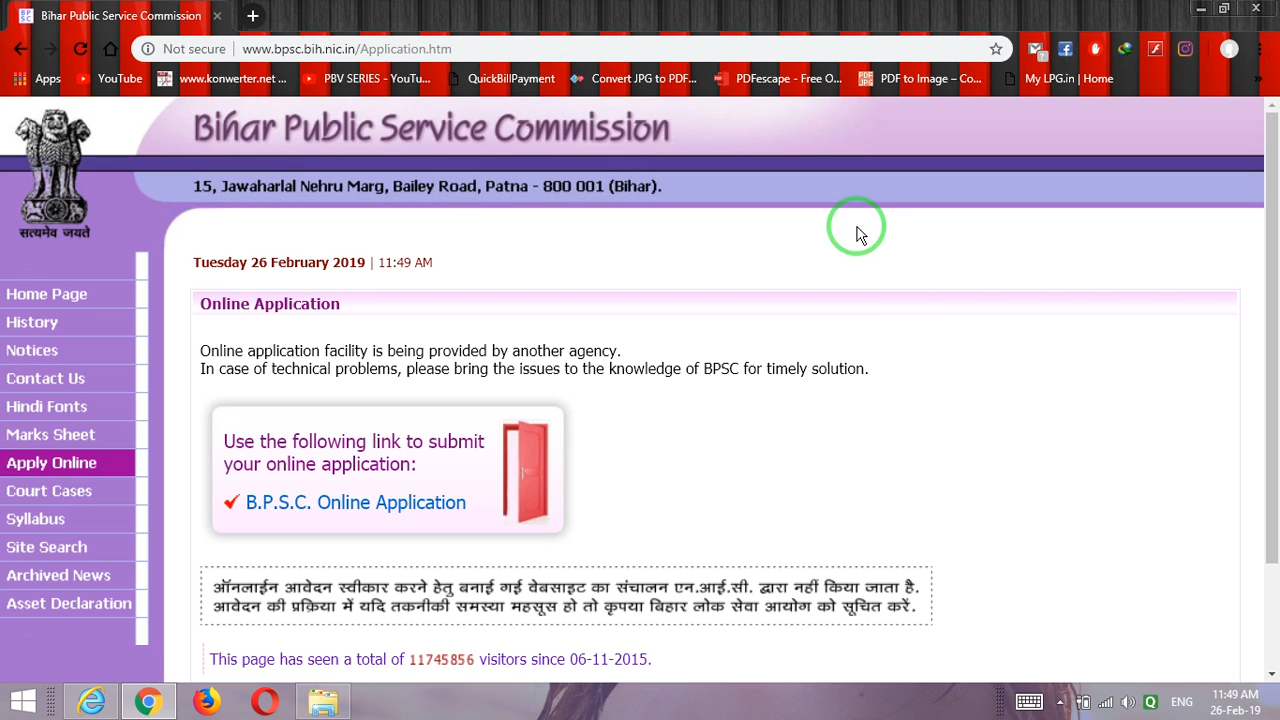 Bihar Public Service Commission
Not secure
www.bpsc.bih.nic.in/Application.htm
Apps
YouTube
www.konwerter.net ...
PBV SERIES - YouTu...
QuickBillPayment
Convert JPG to PDF...
PDFescape - Free O...
PDF to Image – Co...
My LPG.in | Home
»
Bihar Public Service Commission
15, Jawaharlal Nehru Marg, Bailey Road, Patna - 800 001 (Bihar).
सत्यमेव जयते
Tuesday 26 February 2019 | 11:49 AM
Home Page
History
Notices
Contact Us
Hindi Fonts
Marks Sheet
Apply Online
Court Cases
Syllabus
Site Search
Archived News
Asset Declaration
Online Application
Online application facility is being provided by another agency.
In case of technical problems, please bring the issues to the knowledge of BPSC for timely solution.
Use the following link to submit
your online application:
B.P.S.C. Online Application
ऑनलाईन आवेदन स्वीकार करने हेतु बनाई गई वेबसाइट का संचालन एन.आई.सी. द्वारा नहीं किया जाता है.
आवेदन की प्रक्रिया में यदि तकनीकी समस्या महसूस हो तो कृपया बिहार लोक सेवा आयोग को सूचित करें.
This page has seen a total of 11745856 visitors since 06-11-2015.
ENG
11:49 AM
26-Feb-19